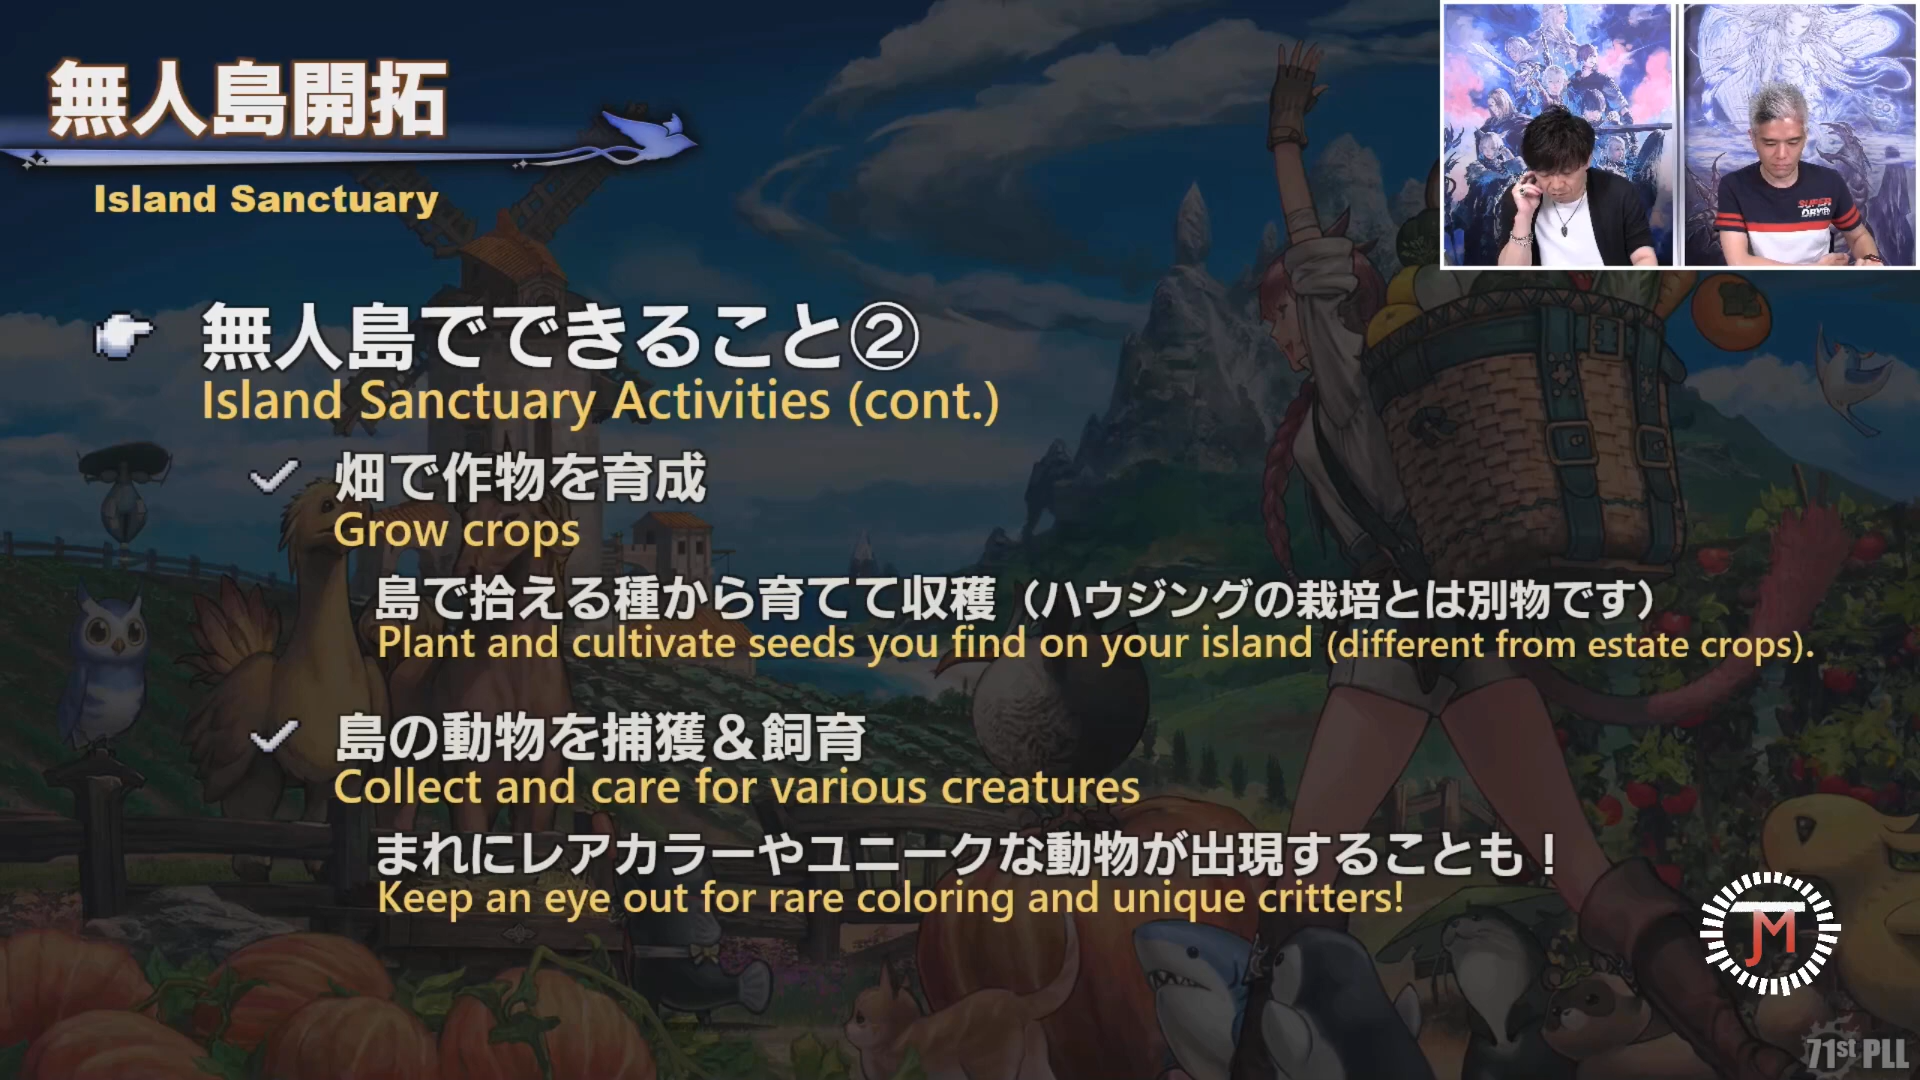 無人島開拓
Island Sanctuary
無人島でできること②
Island Sanctuary Activities (cont.)
畑で作物を育成
Grow crops
島で拾える種から育てて収穫（ハウジングの栽培とは別物です）
Plant and cultivate seeds you find on your island (different from estate crops).
島の動物を捕獲＆飼育
Collect and care for various creatures
まれにレアカラーやユニークな動物が出現することも！
Keep an eye out for rare coloring and unique critters!
SUPER
DRY
JM
71st PLL